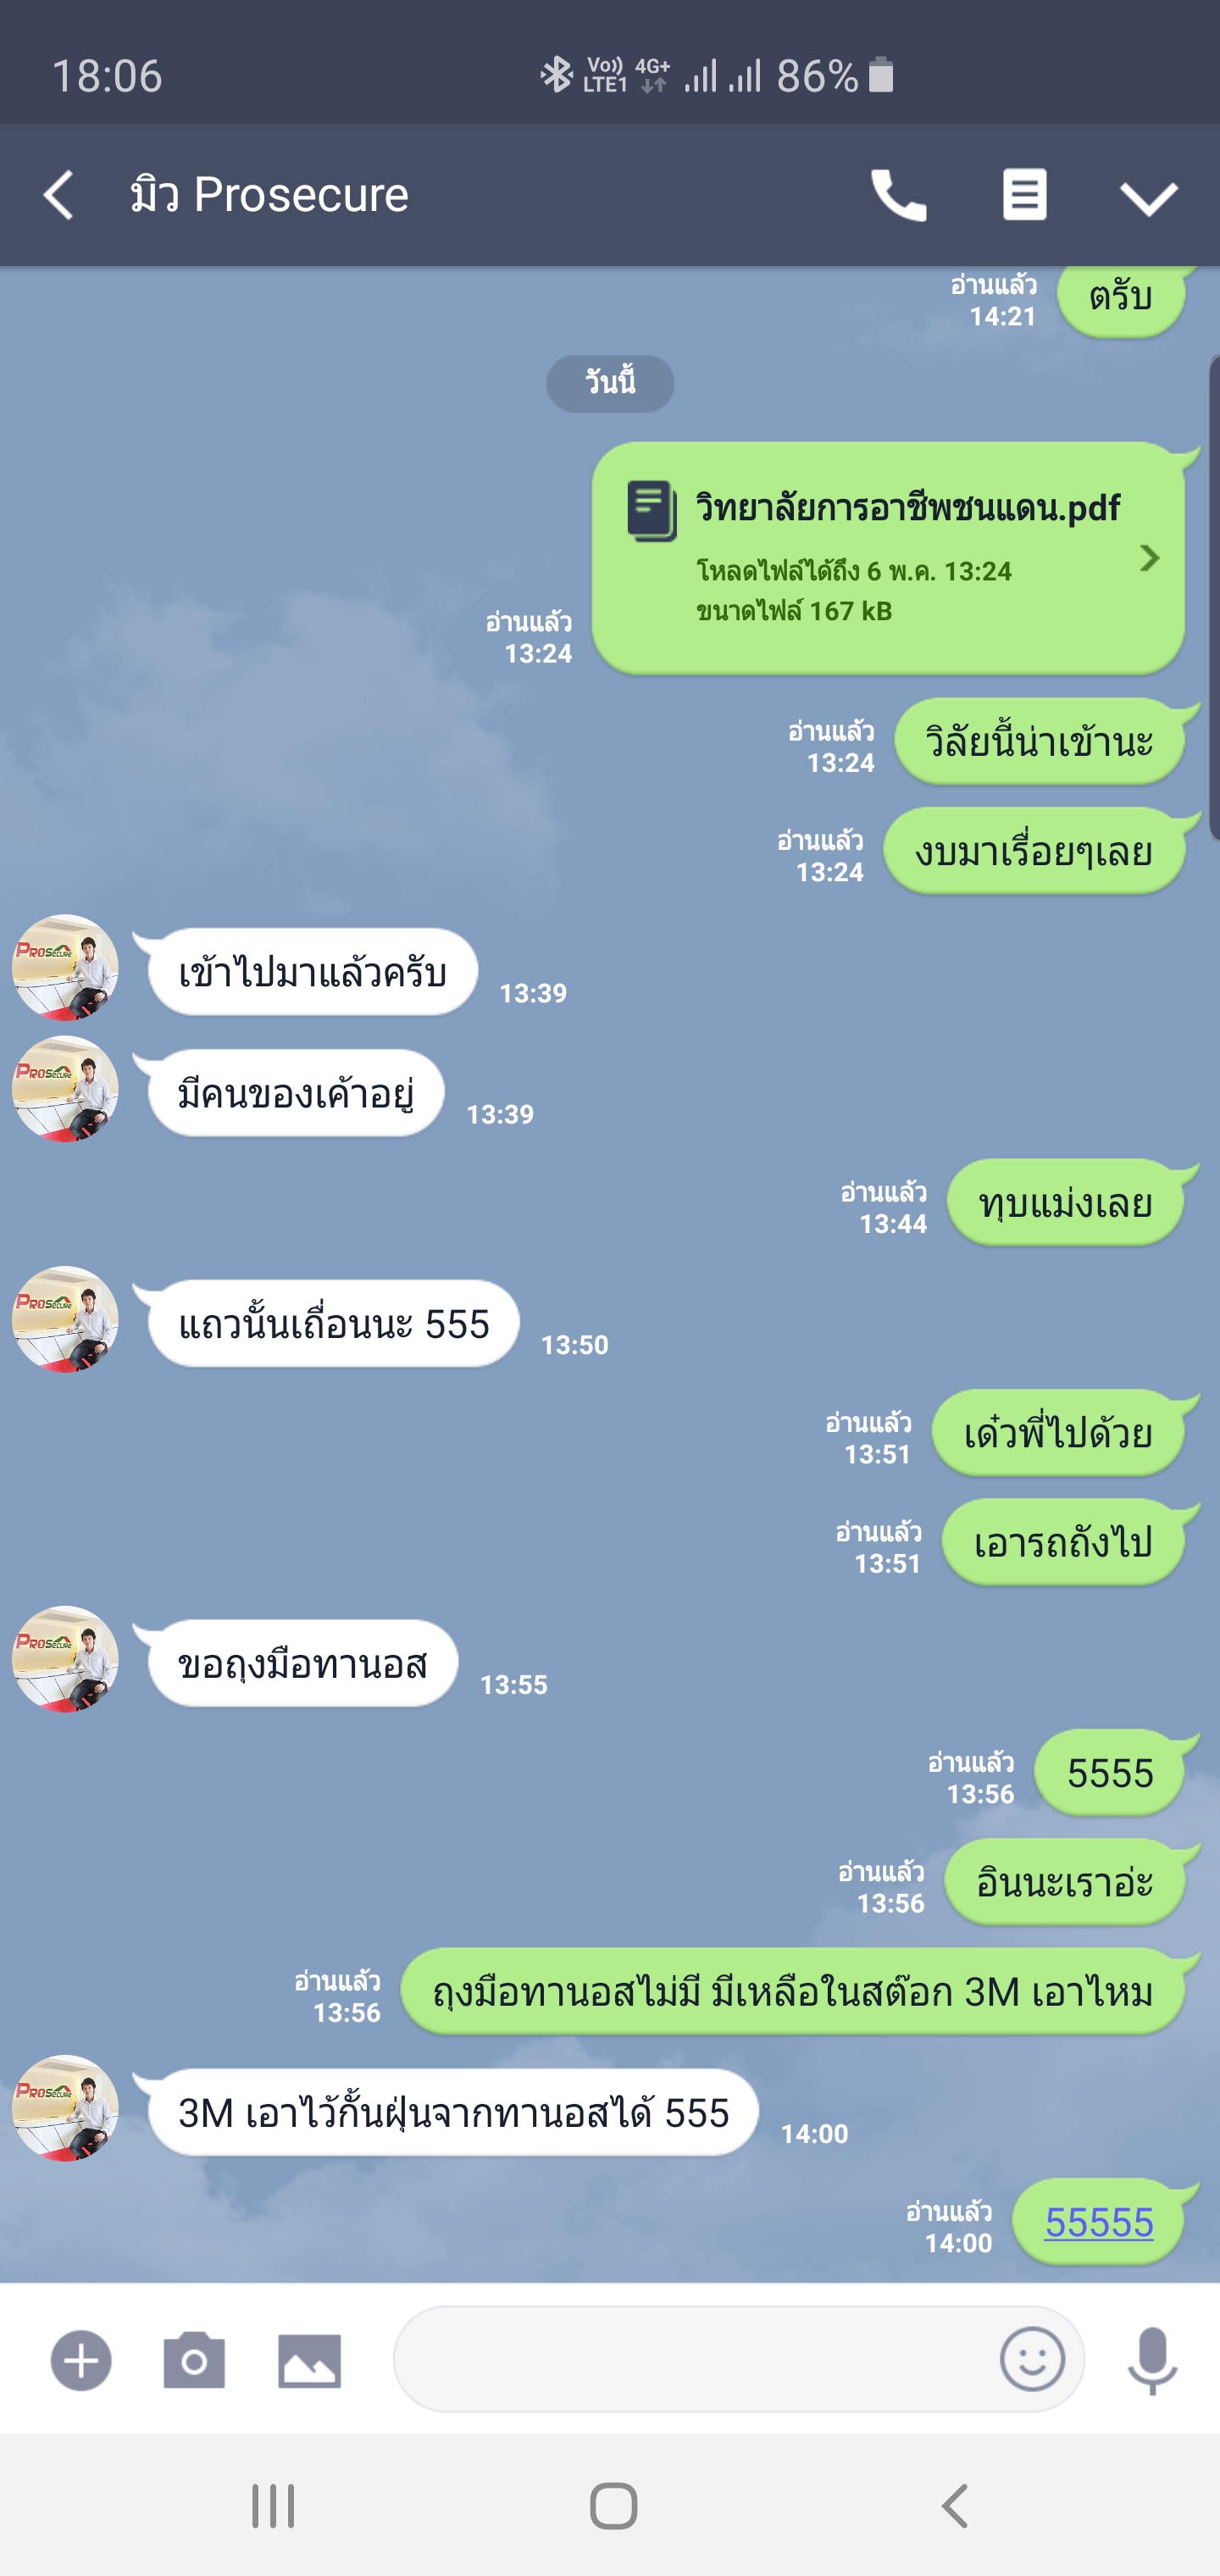 18:06
Vo)) LTE1 4G+ 86%
มิว Prosecure
ตรับ
อ่านแล้ว
14:21
วันนี้
วิทยาลัยการอาชีพชนแดน.pdf
โหลดไฟล์ได้ถึง 6 พ.ค. 13:24
ขนาดไฟล์ 167 kB
อ่านแล้ว
13:24
วิลัยนี้น่าเข้านะ
อ่านแล้ว
13:24
งบมาเรื่อยๆเลย
อ่านแล้ว
13:24
PROSECURE
เข้าไปมาแล้วครับ
13:39
PROSECURE
มีคนของเค้าอยู่
13:39
ทุบแม่งเลย
อ่านแล้ว
13:44
PROSECURE
แถวนั้นเถื่อนนะ 555
13:50
เด๋วพี่ไปด้วย
อ่านแล้ว
13:51
เอารถถังไป
อ่านแล้ว
13:51
PROSECURE
ขอถุงมือทานอส
13:55
5555
อ่านแล้ว
13:56
อินนะเราอ่ะ
อ่านแล้ว
13:56
ถุงมือทานอสไม่มี มีเหลือในสต๊อก 3M เอาไหม
อ่านแล้ว
13:56
PROSECURE
3M เอาไว้กั้นฝุ่นจากทานอสได้ 555
14:00
55555
อ่านแล้ว
14:00